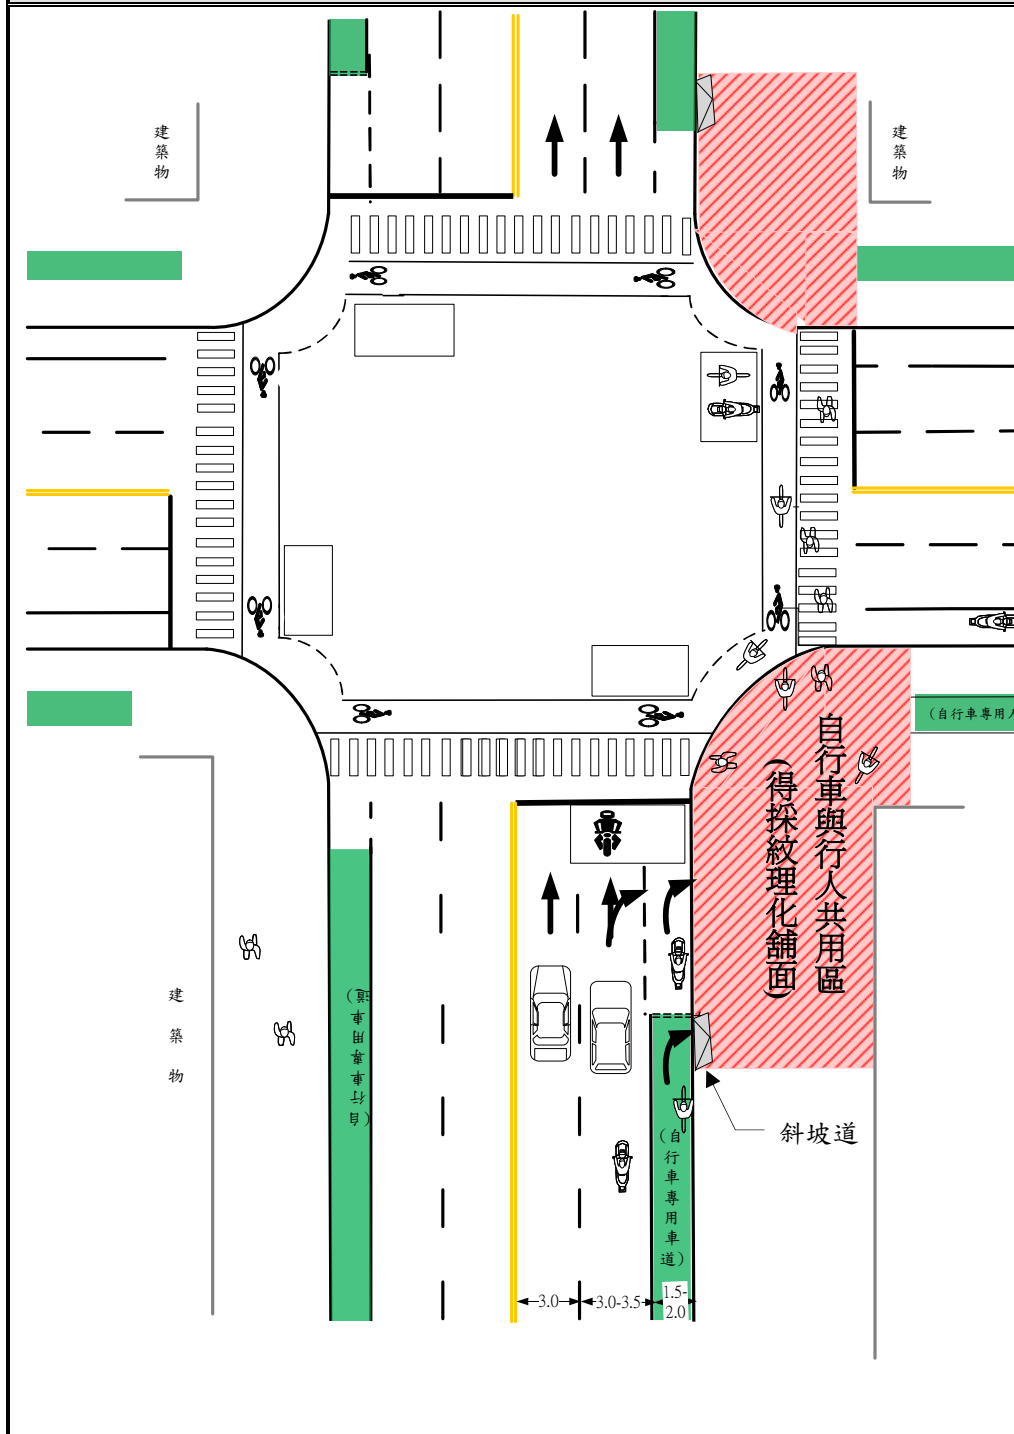 建築物
建築物
(自行車專用
自行車與行人共用區
(得採紋理化舖面)
建築物
(自行車專用車道)
斜坡道
(自行車專用車道)
3.0
3.0-3.5
1.5-
2.0